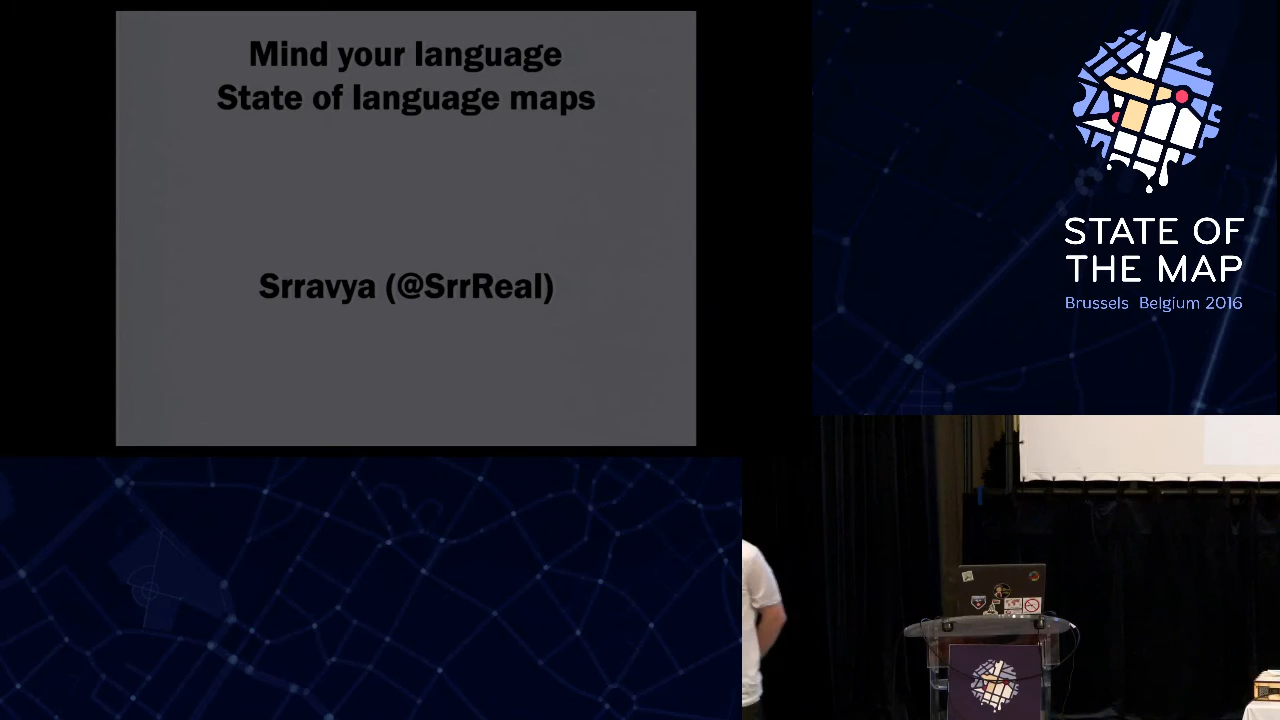 Mind your language
State of language maps
Srravya (@SrrReal)
STATE OF
THE MAP
Brussels Belgium 2016